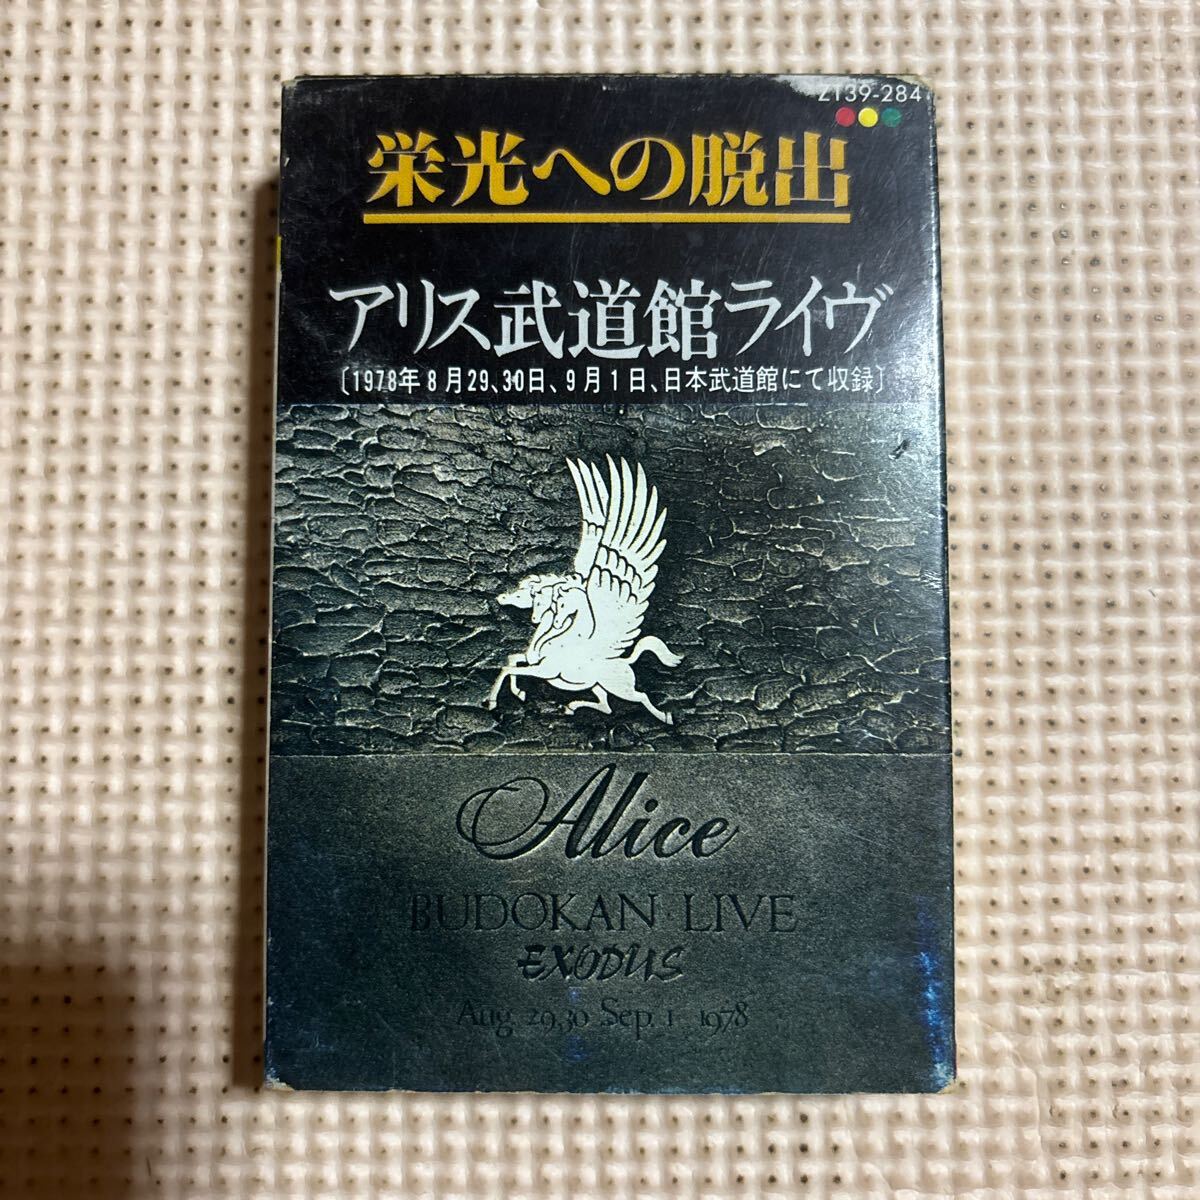 ZT39-284
栄光への脱出
アリス武道館ライヴ
〔1978年8月29、30日、9月1日、日本武道館にて収録〕
Alice
BUDOKAN・LIVE
EXODUS
Aug. 29,30 Sep. 1 1978